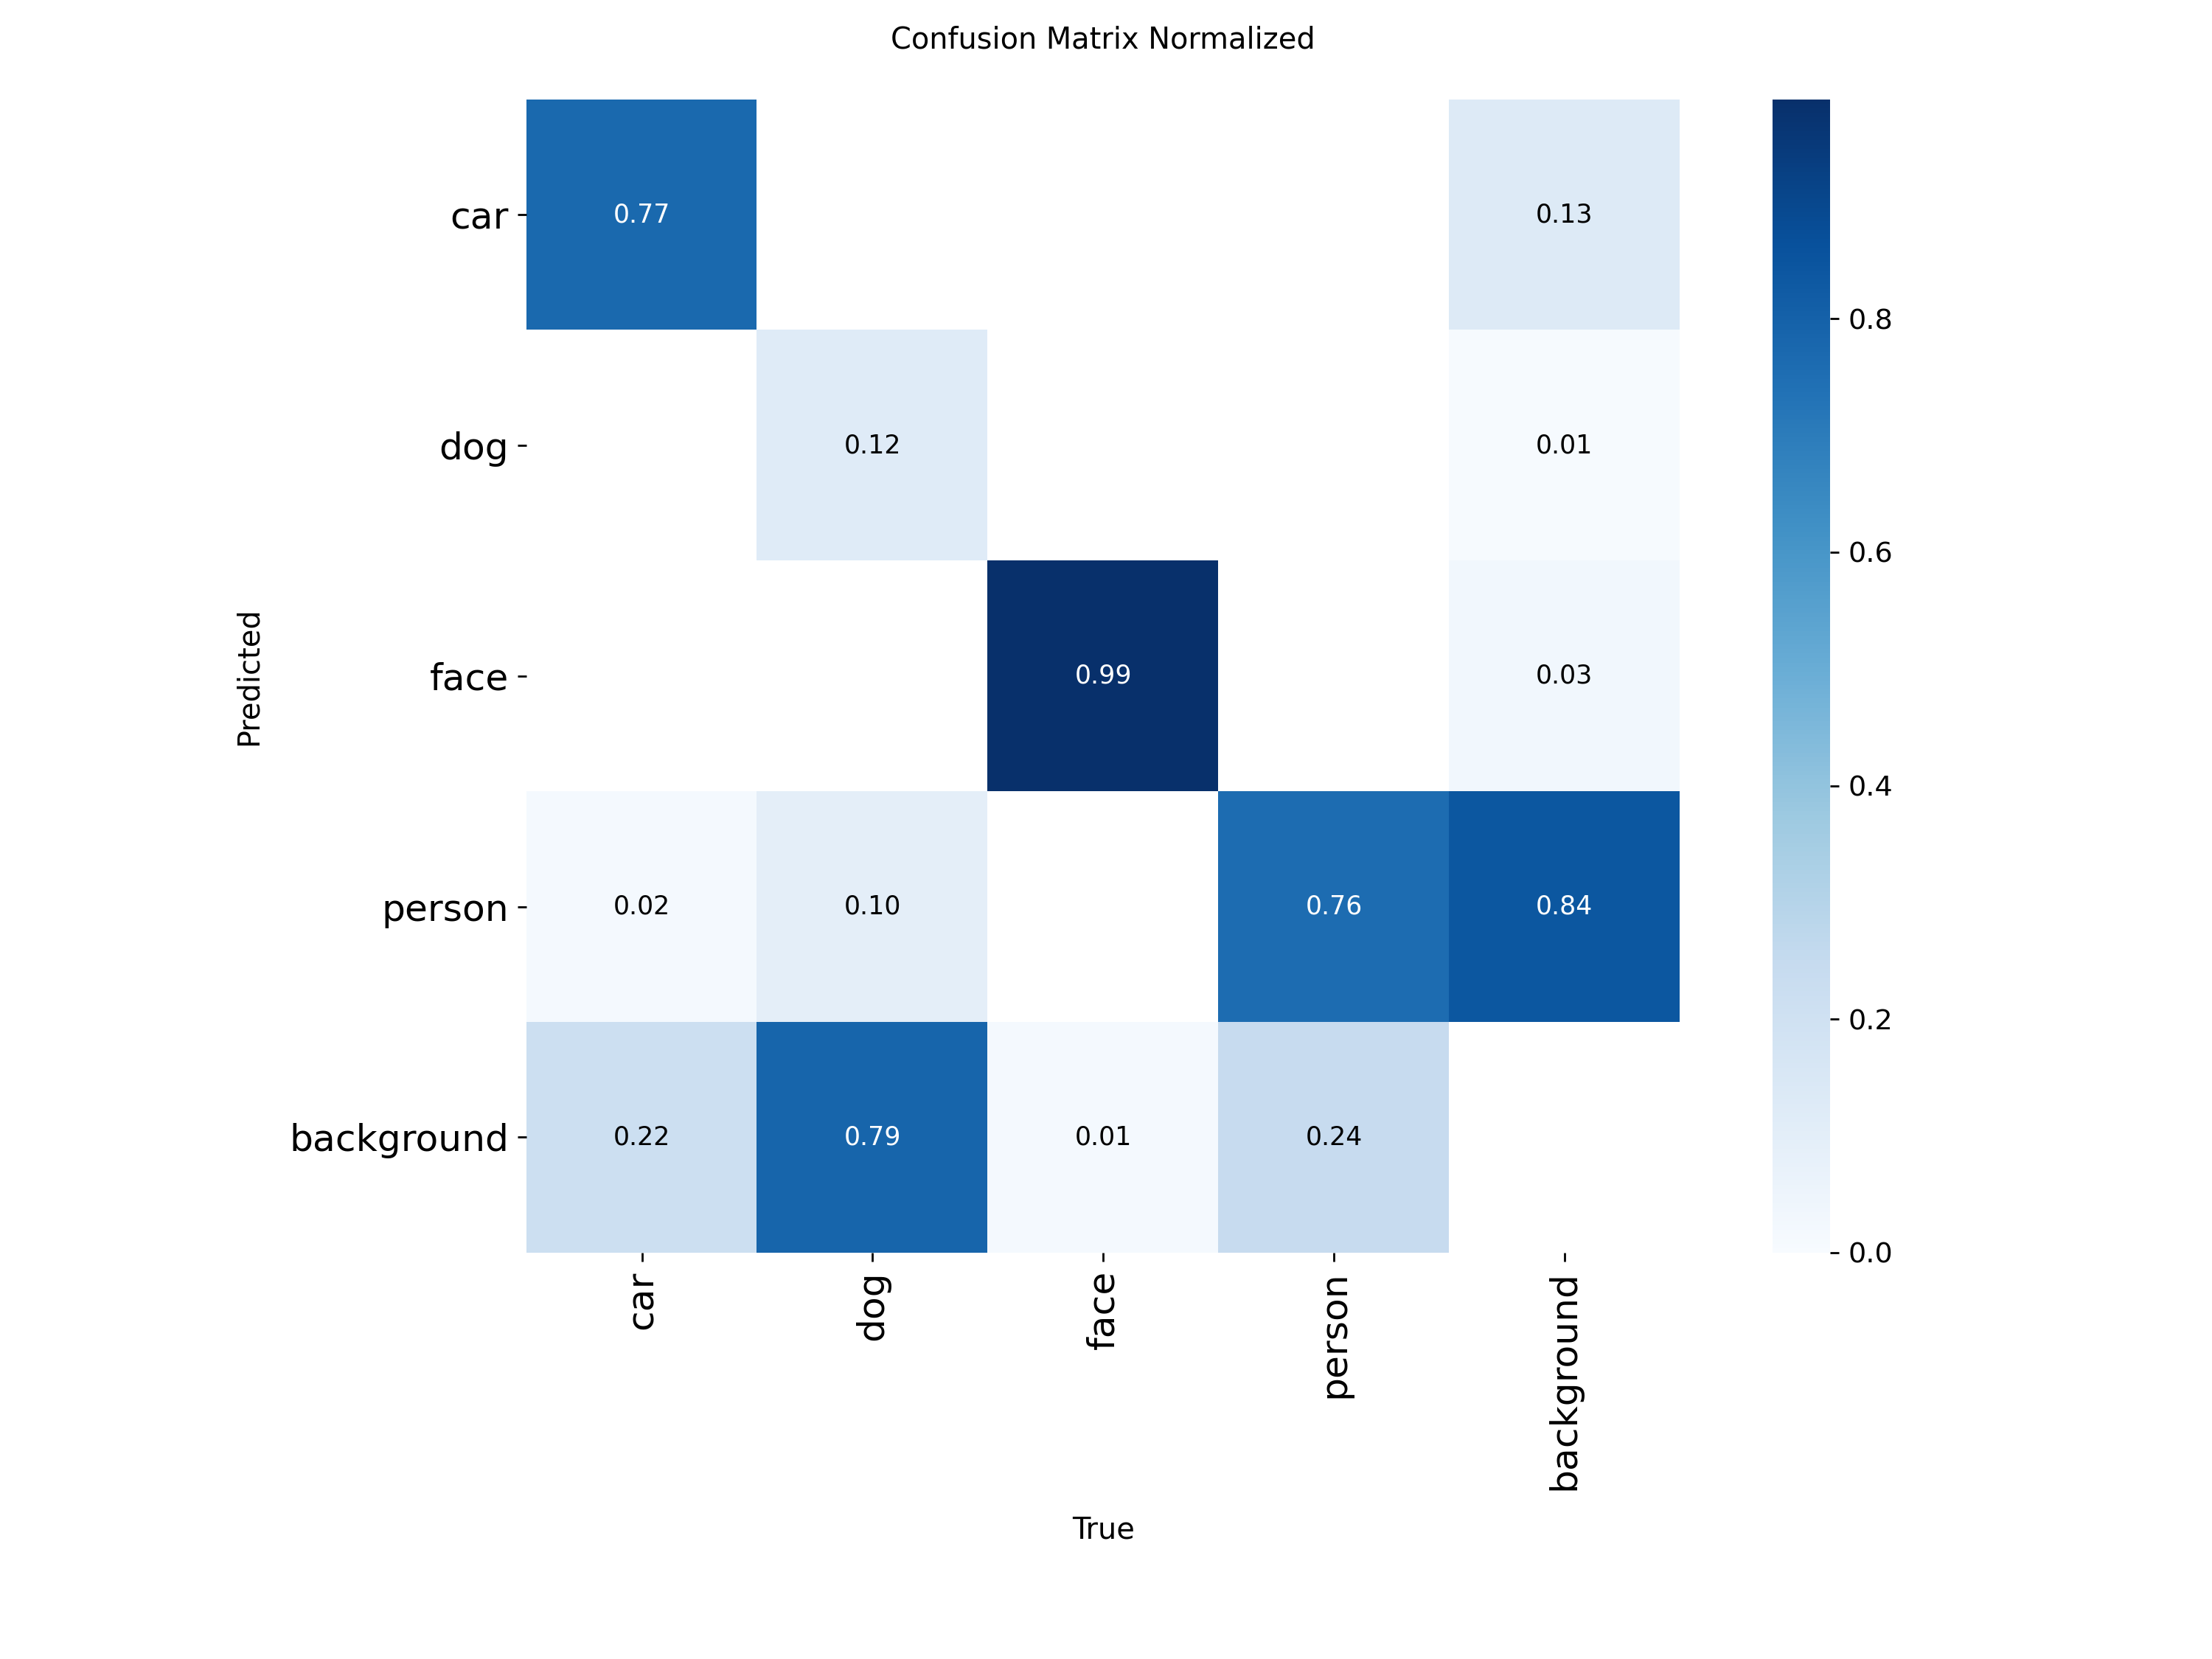 Confusion Matrix Normalized
car
0.77
0.13
dog
0.12
0.01
face
0.99
0.03
person
0.02
0.10
0.76
0.84
background
0.22
0.79
0.01
0.24
car
dog
face
person
background
True
Predicted
0.8
0.6
0.4
0.2
0.0